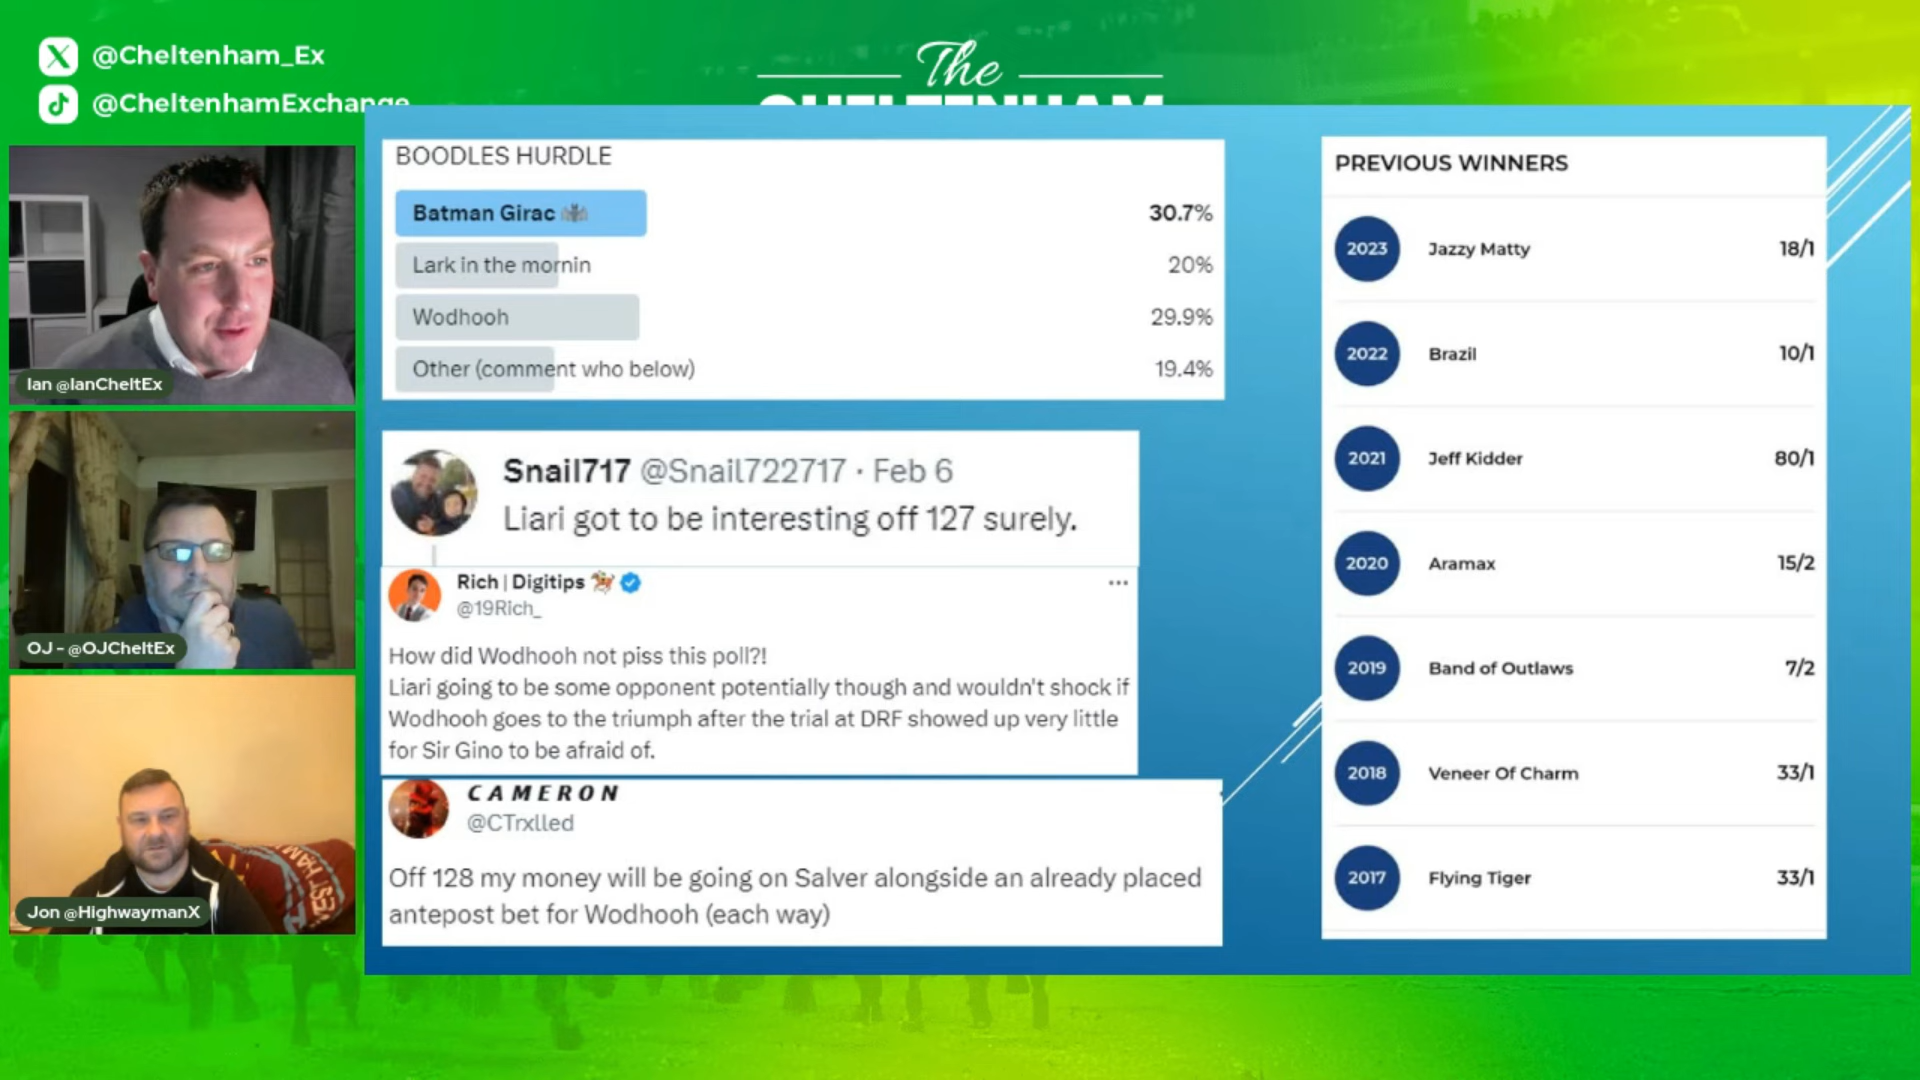 @Cheltenham_Ex
@CheltenhamExchange
The
CHELTENHAM
BOODLES HURDLE
Batman Girac 30.7%
Lark in the mornin 20%
Wodhooh 29.9%
Other (comment who below) 19.4%
Snail717 @Snail722717 · Feb 6
Liari got to be interesting off 127 surely.
Rich | Digitips
@19Rich_
How did Wodhooh not piss this poll?!
Liari going to be some opponent potentially though and wouldn't shock if
Wodhooh goes to the triumph after the trial at DRF showed up very little
for Sir Gino to be afraid of.
CAMERON
@CTrxlled
Off 128 my money will be going on Salver alongside an already placed
antepost bet for Wodhooh (each way)
PREVIOUS WINNERS
2023 Jazzy Matty 18/1
2022 Brazil 10/1
2021 Jeff Kidder 80/1
2020 Aramax 15/2
2019 Band of Outlaws 7/2
2018 Veneer Of Charm 33/1
2017 Flying Tiger 33/1
Ian @IanCheltEx
OJ - @OJCheltEx
Jon @HighwaymanX
WEST HAM